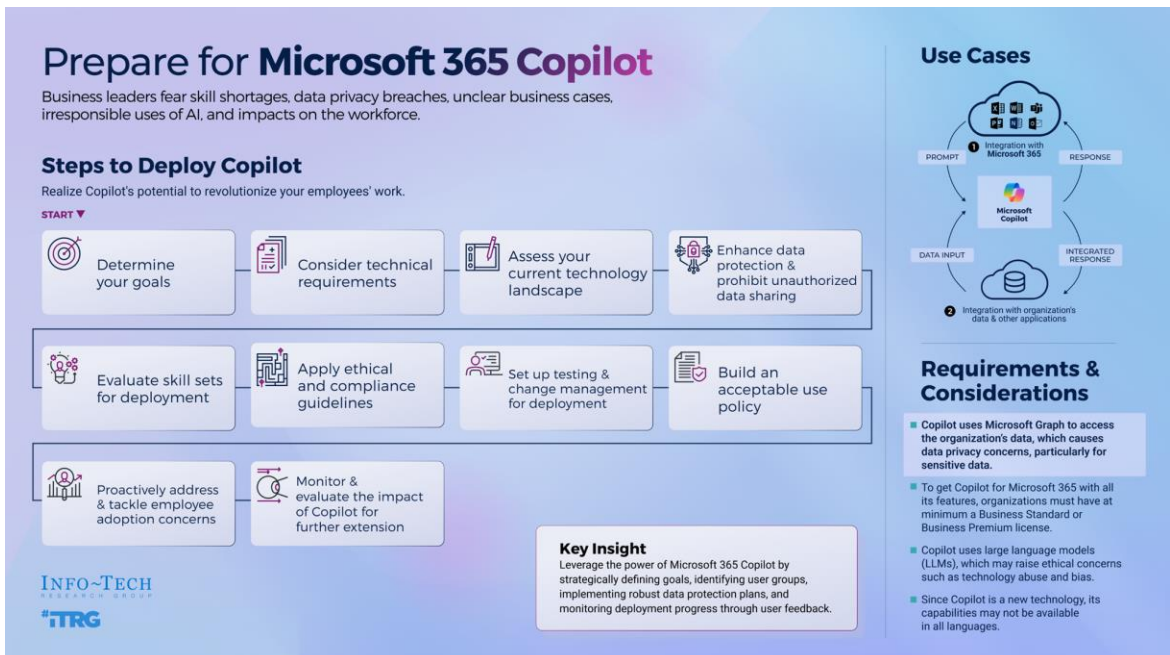 Prepare for Microsoft 365 Copilot
Business leaders fear skill shortages, data privacy breaches, unclear business cases,
irresponsible uses of AI, and impacts on the workforce.
Steps to Deploy Copilot
Realize Copilot's potential to revolutionize your employees' work.
START ▼
Determine
your goals
Consider technical
requirements
Assess your
current technology
landscape
Enhance data
protection &
prohibit unauthorized
data sharing
Evaluate skill sets
for deployment
Apply ethical
and compliance
guidelines
Set up testing &
change management
for deployment
Build an
acceptable use
policy
Proactively address
& tackle employee
adoption concerns
Monitor &
evaluate the impact
of Copilot for
further extension
Key Insight
Leverage the power of Microsoft 365 Copilot by
strategically defining goals, identifying user groups,
implementing robust data protection plans, and
monitoring deployment progress through user feedback.
INFO~TECH
RESEARCH GROUP
#iTRG
Use Cases
1 Integration with
Microsoft 365
PROMPT
RESPONSE
Microsoft
Copilot
DATA INPUT
INTEGRATED
RESPONSE
2 Integration with organization's
data & other applications
Requirements &
Considerations
Copilot uses Microsoft Graph to access
the organization's data, which causes
data privacy concerns, particularly for
sensitive data.
To get Copilot for Microsoft 365 with all
its features, organizations must have at
minimum a Business Standard or
Business Premium license.
Copilot uses large language models
(LLMs), which may raise ethical concerns
such as technology abuse and bias.
Since Copilot is a new technology, its
capabilities may not be available
in all languages.